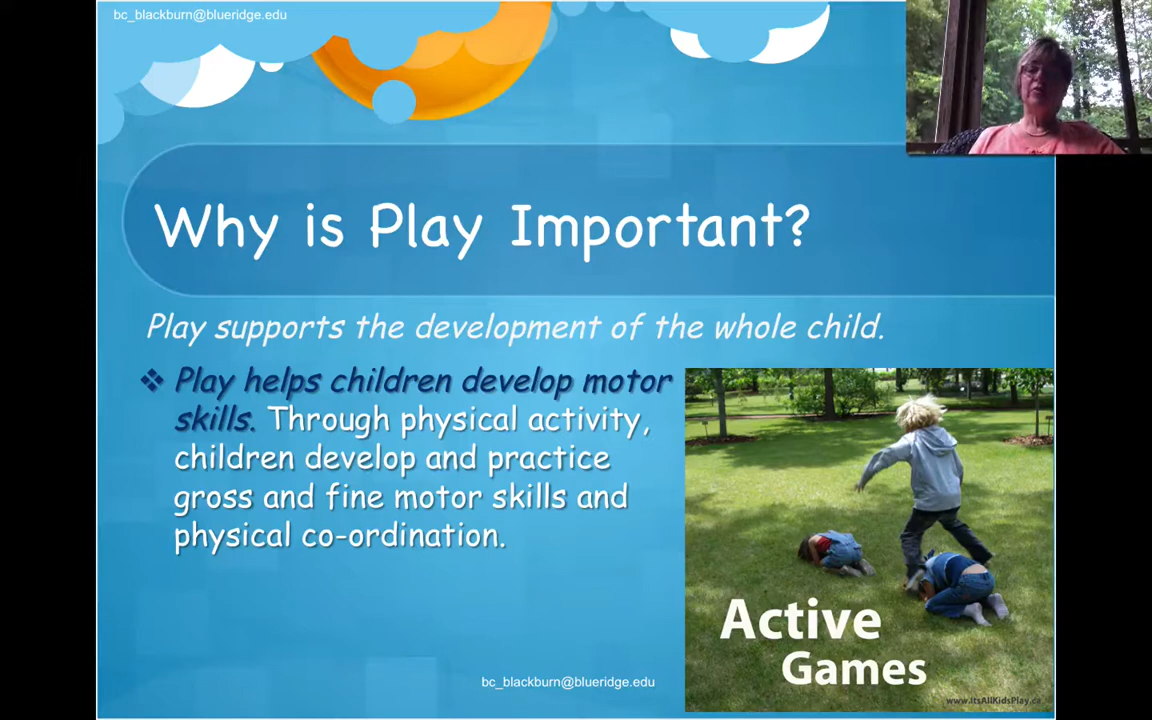 bc_blackburn@blueridge.edu
Why is Play Important?
Play supports the development of the whole child.
❖ Play helps children develop motor
skills. Through physical activity,
children develop and practice
gross and fine motor skills and
physical co-ordination.
Active
Games
www.ItsAllKidsPlay.ca
bc_blackburn@blueridge.edu